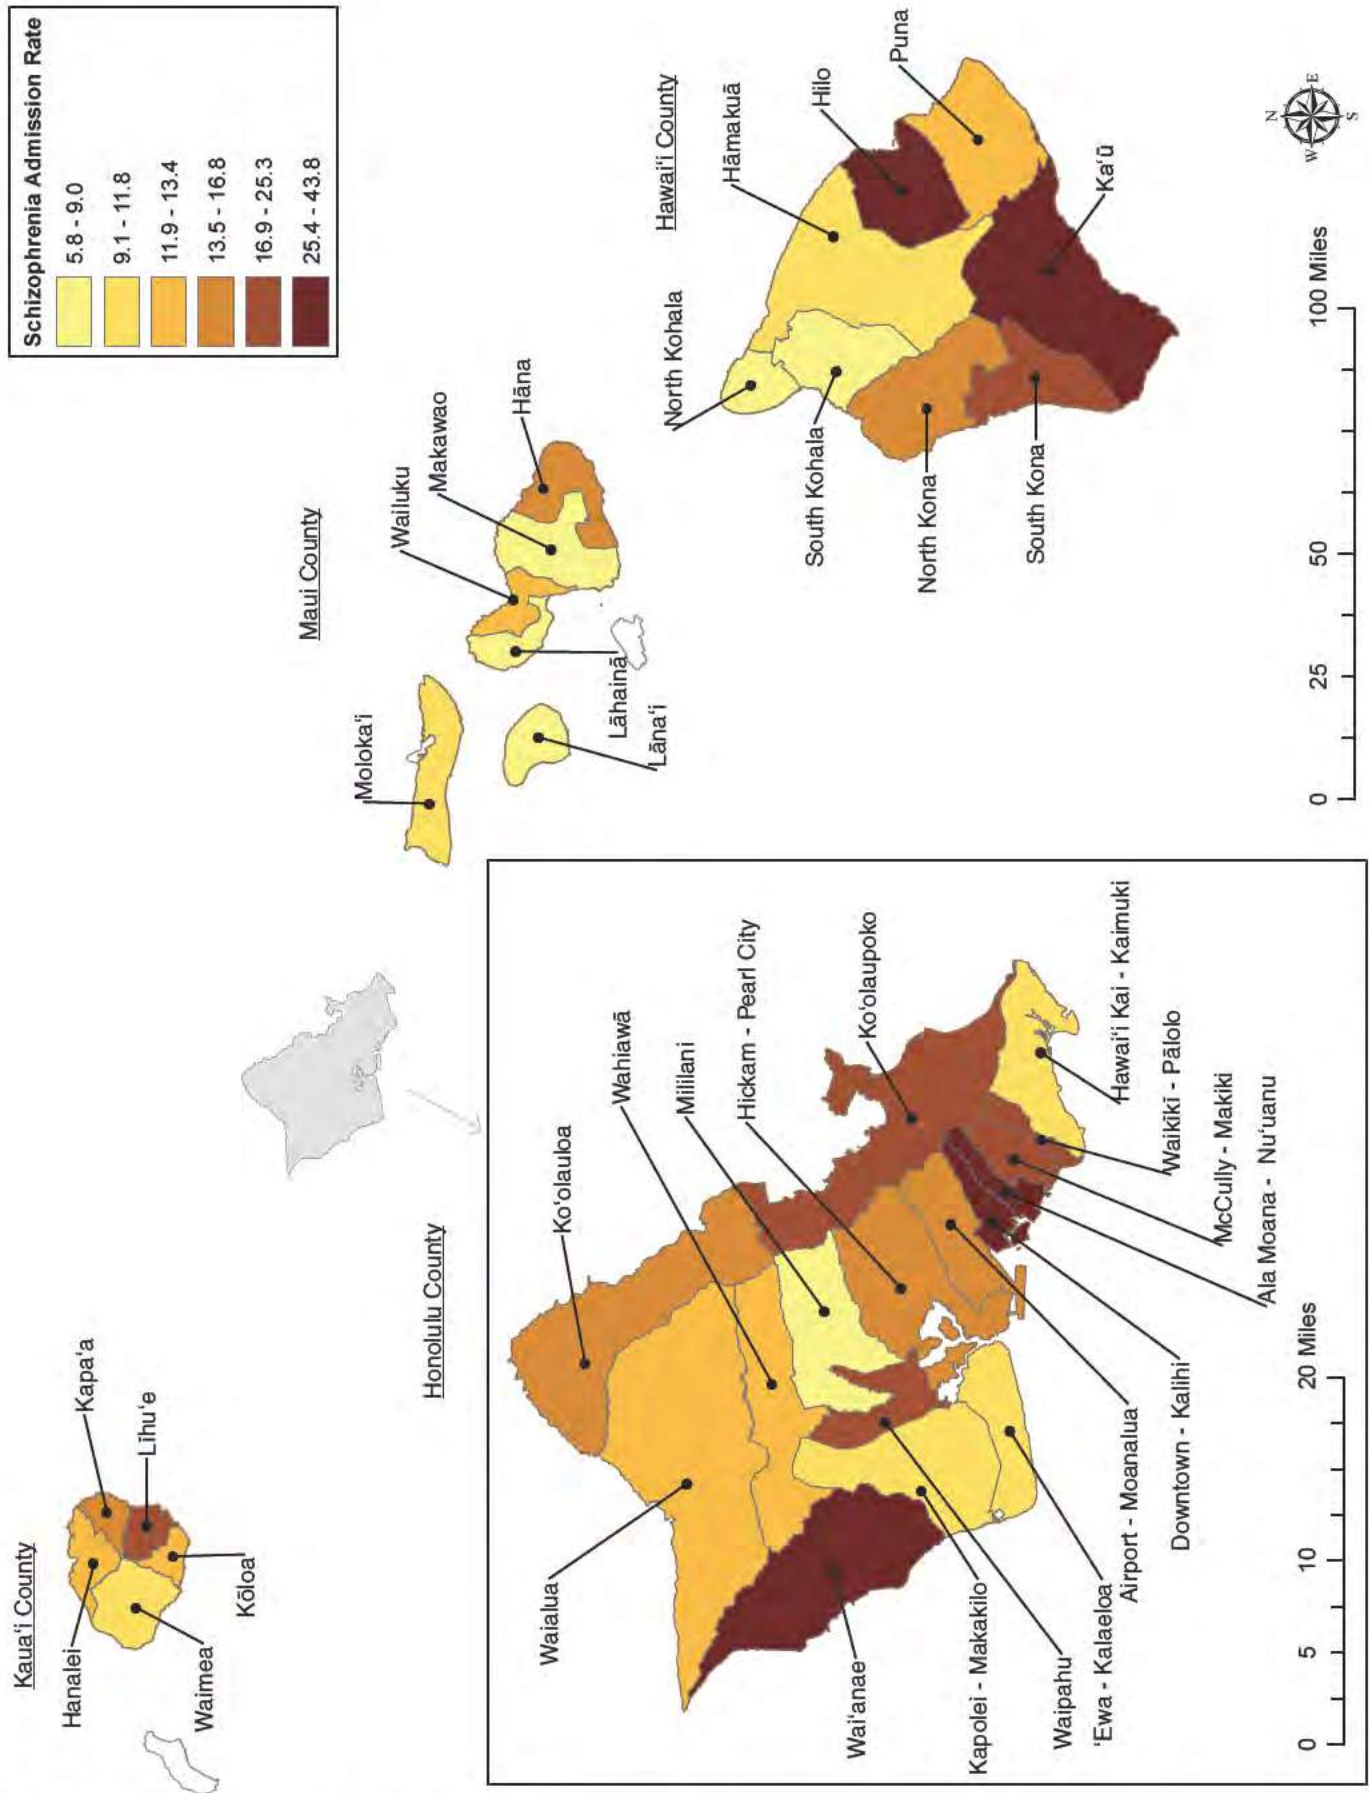 Schizophrenia Admission Rate
5.8 - 9.0
9.1 - 11.8
11.9 - 13.4
13.5 - 16.8
16.9 - 25.3
25.4 - 43.8
Kaua‘i County
Hanalei
Kapa‘a
Līhu‘e
Waimea
Kōloa
Maui County
Moloka‘i
Wailuku
Makawao
Hāna
Lāhainā
Lāna‘i
Hawai‘i County
North Kohala
Hāmakuā
Hilo
Puna
South Kohala
North Kona
South Kona
Ka‘ū
Honolulu County
Ko‘olauloa
Wahiawā
Mililani
Hickam - Pearl City
Ko‘olaupoko
Waialua
Wai‘anae
Kapolei - Makakilo
Waipahu
‘Ewa - Kalaeloa
Airport - Moanalua
Downtown - Kalihi
Ala Moana - Nu‘uanu
McCully - Makiki
Waikīkī - Pālolo
Hawai‘i Kai - Kaimuki
0 5 10 20 Miles
0 25 50 100 Miles
N
W E
S